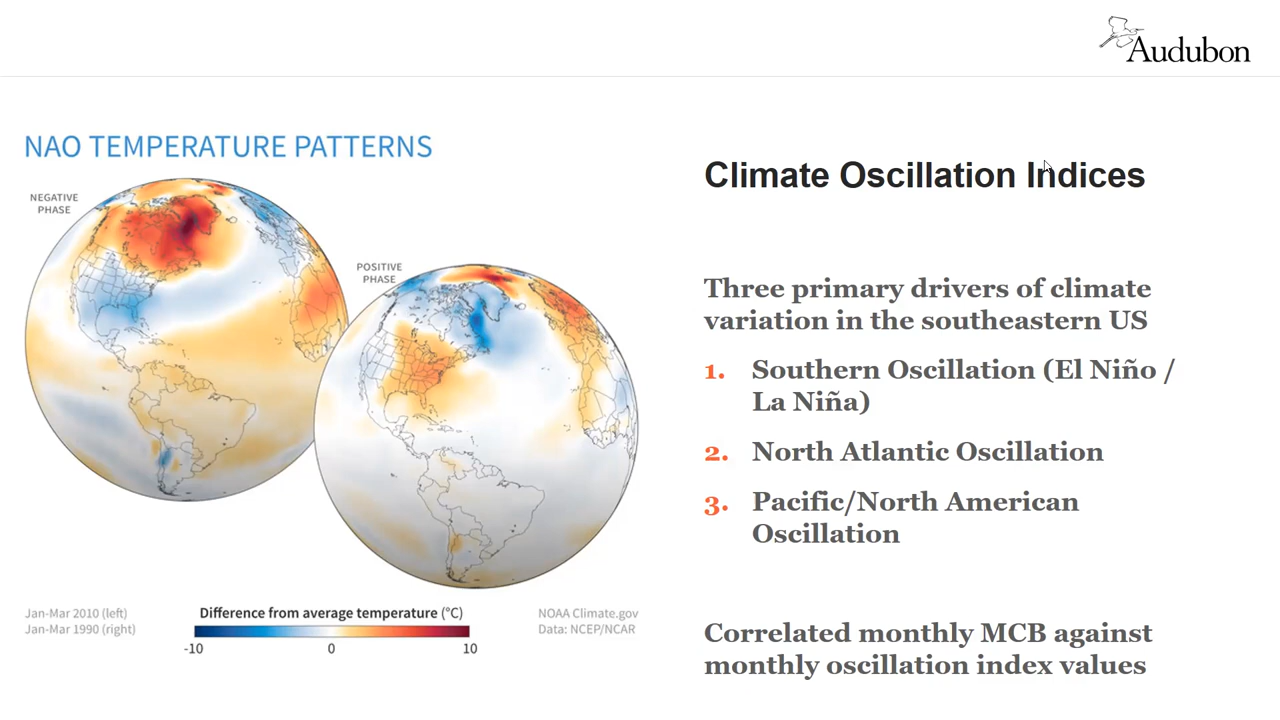 Audubon
NAO TEMPERATURE PATTERNS
NEGATIVE
PHASE
POSITIVE
PHASE
Jan-Mar 2010 (left)
Jan-Mar 1990 (right)
Difference from average temperature (°C)
-10 0 10
NOAA Climate.gov
Data: NCEP/NCAR
Climate Oscillation Indices
Three primary drivers of climate
variation in the southeastern US
1. Southern Oscillation (El Niño /
La Niña)
2. North Atlantic Oscillation
3. Pacific/North American
Oscillation
Correlated monthly MCB against
monthly oscillation index values